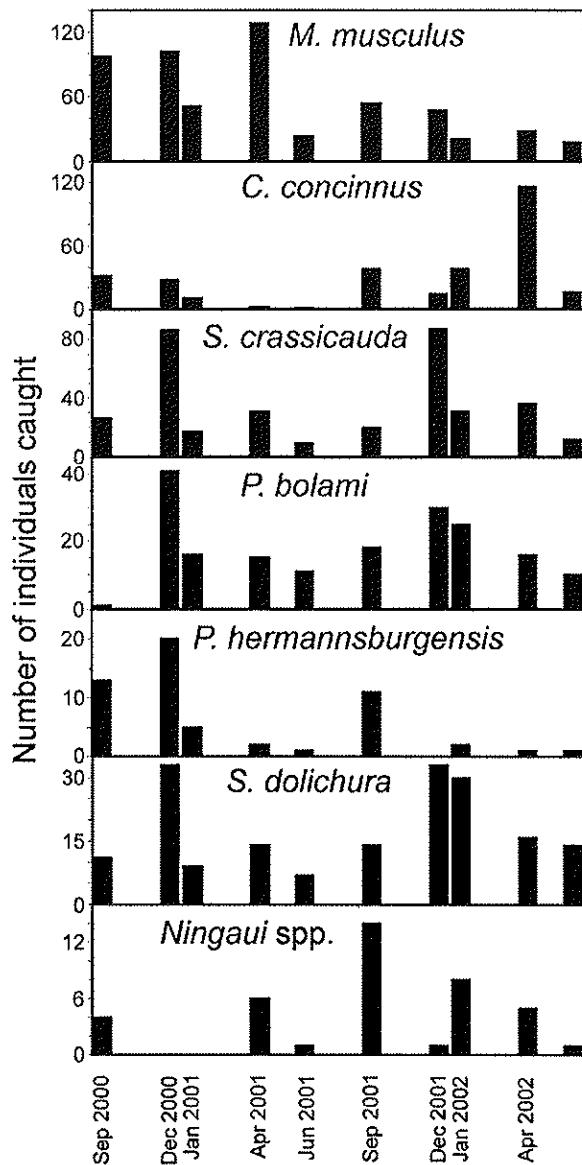 Number of individuals caught
M. musculus
120
60
0
C. concinnus
120
60
0
S. crassicauda
80
40
0
P. bolami
40
20
0
P. hermannsburgensis
20
10
0
S. dolichura
30
15
0
Ningaui spp.
12
6
0
Sep 2000
Dec 2000
Jan 2001
Apr 2001
Jun 2001
Sep 2001
Dec 2001
Jan 2002
Apr 2002